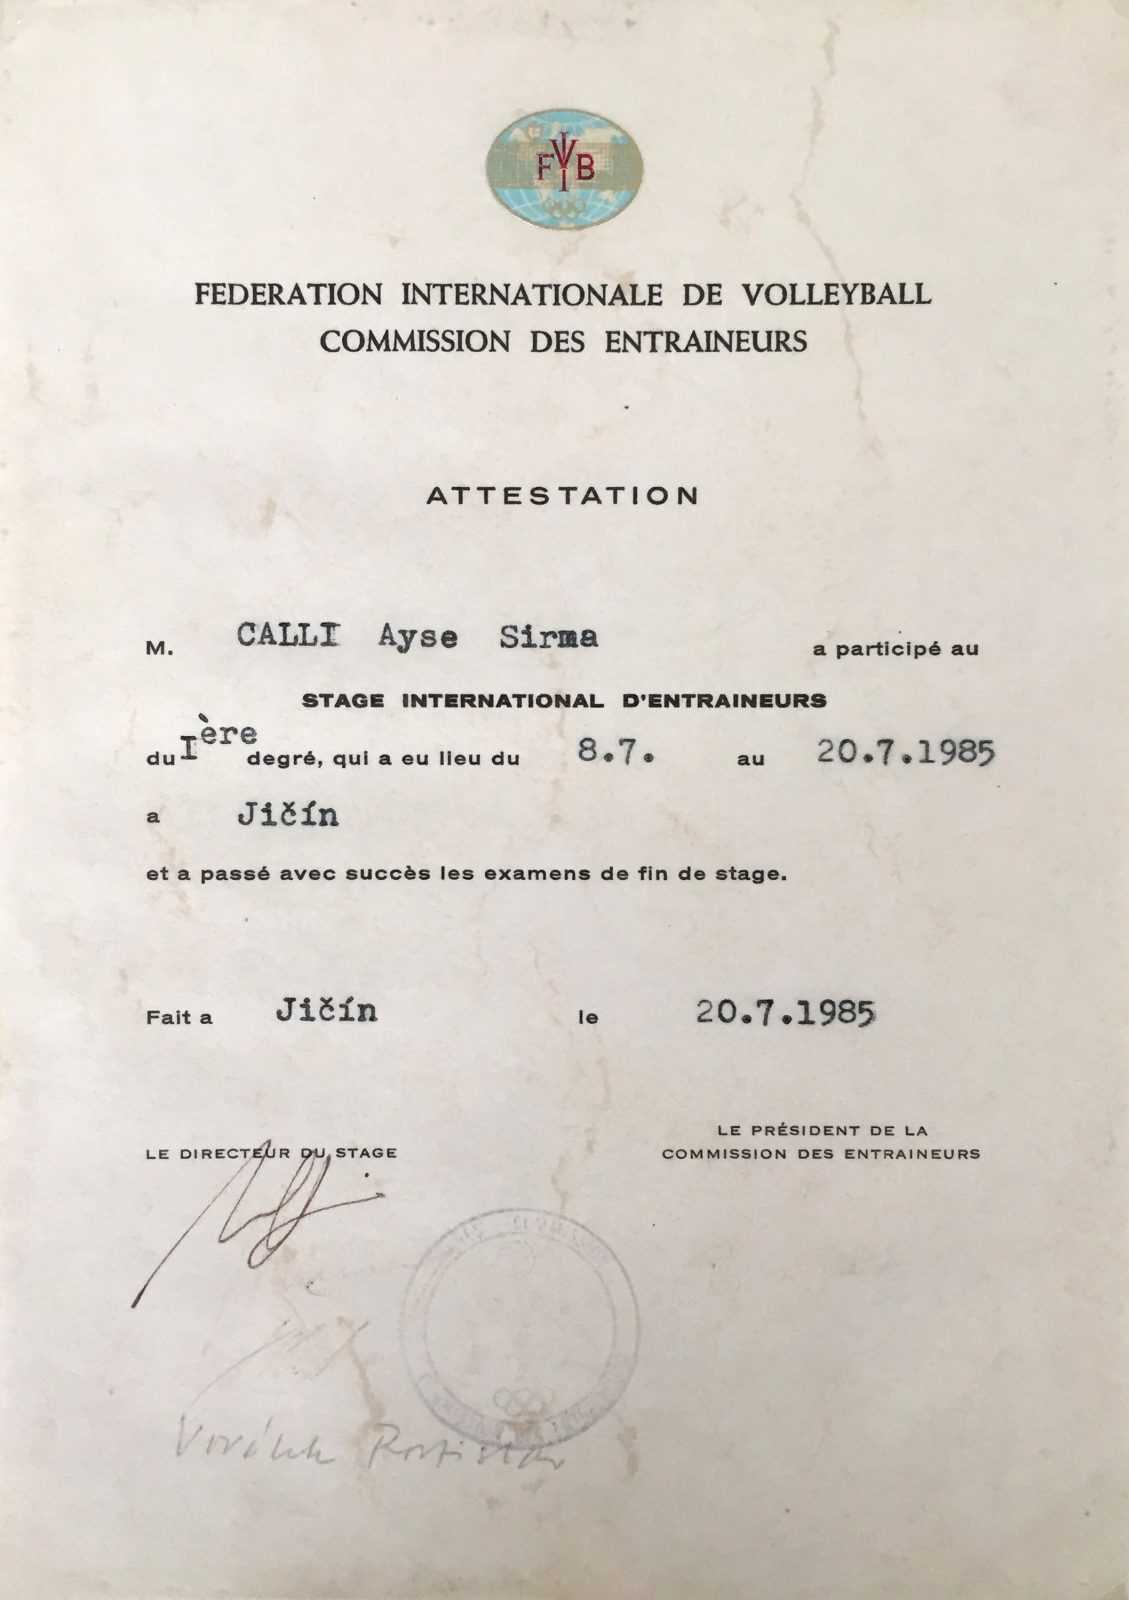 FIVB
FEDERATION INTERNATIONALE DE VOLLEYBALL
COMMISSION DES ENTRAINEURS
ATTESTATION
M. CALLI Ayse Sirma a participé au
STAGE INTERNATIONAL D'ENTRAINEURS
du Ière degré, qui a eu lieu du 8.7. au 20.7.1985
a Jičín
et a passé avec succès les examens de fin de stage.
Fait a Jičín le 20.7.1985
LE PRÉSIDENT DE LA
LE DIRECTEUR DU STAGE COMMISSION DES ENTRAINEURS